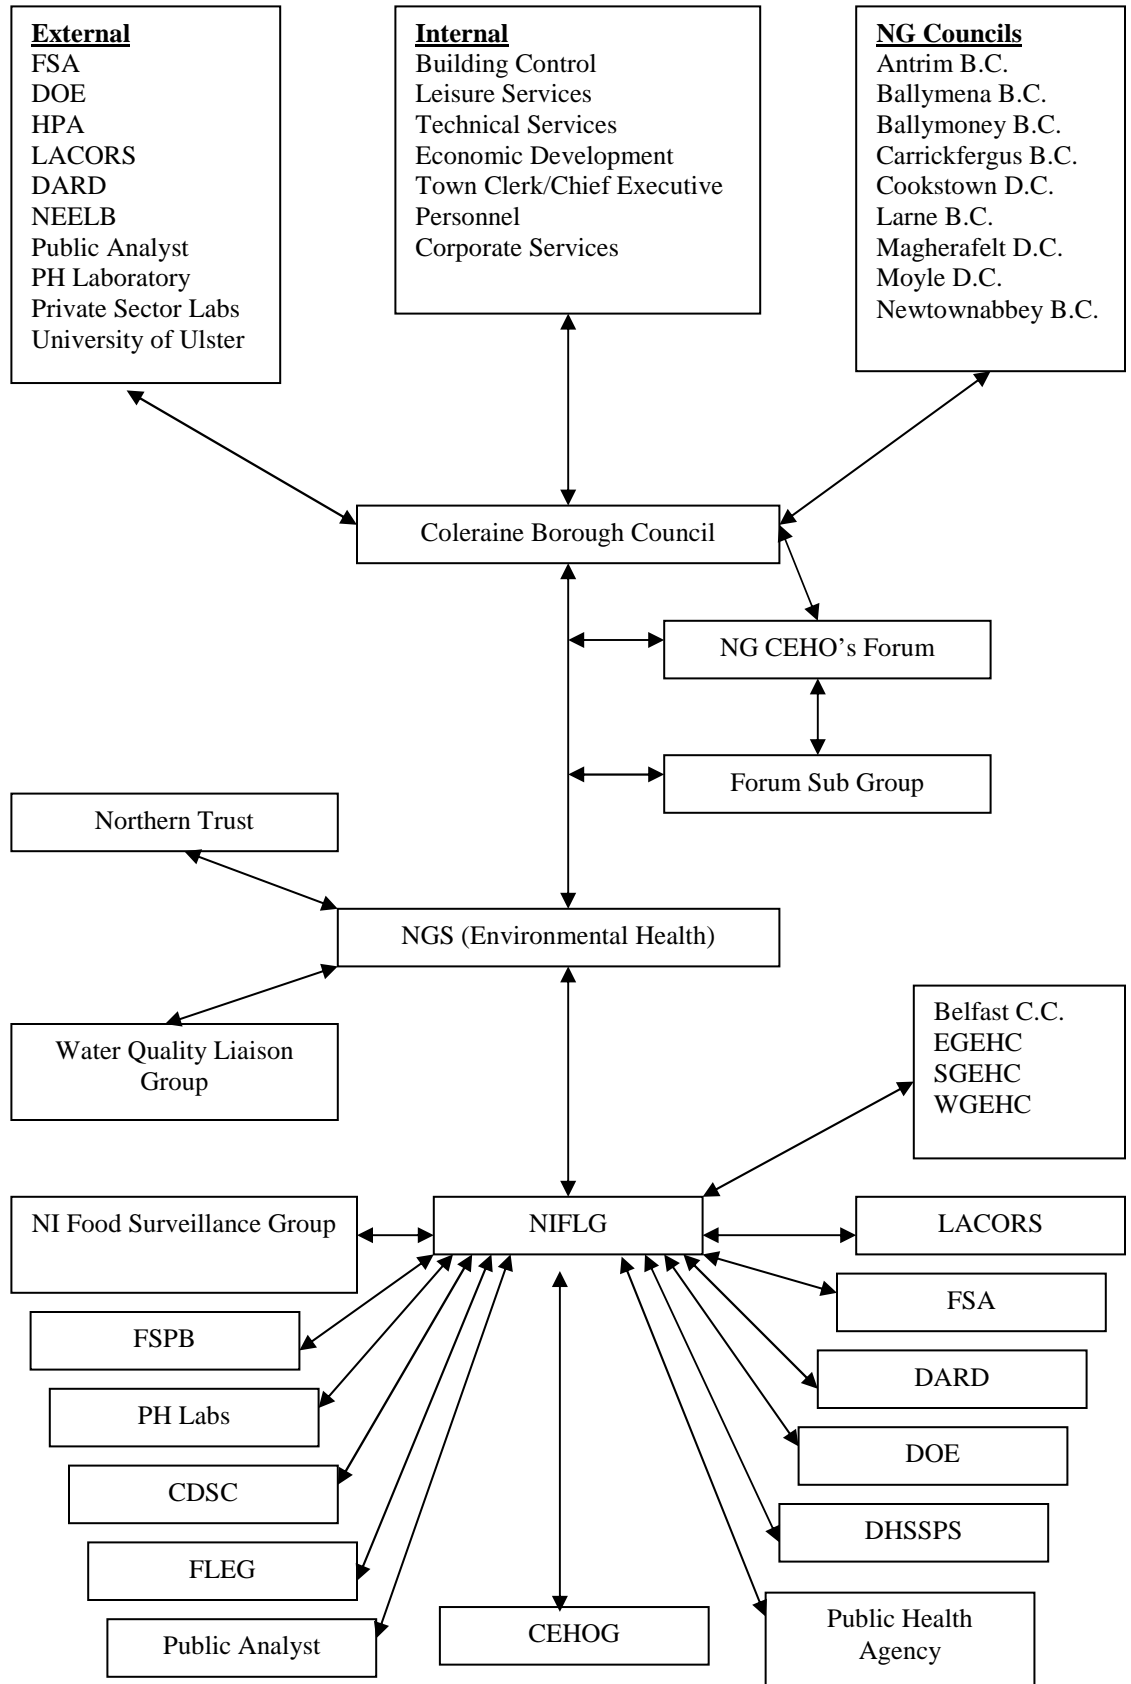 External
FSA
DOE
HPA
LACORS
DARD
NEELB
Public Analyst
PH Laboratory
Private Sector Labs
University of Ulster
Internal
Building Control
Leisure Services
Technical Services
Economic Development
Town Clerk/Chief Executive
Personnel
Corporate Services
NG Councils
Antrim B.C.
Ballymena B.C.
Ballymoney B.C.
Carrickfergus B.C.
Cookstown D.C.
Larne B.C.
Magherafelt D.C.
Moyle D.C.
Newtownabbey B.C.
Coleraine Borough Council
NG CEHO’s Forum
Forum Sub Group
Northern Trust
NGS (Environmental Health)
Water Quality Liaison
Group
Belfast C.C.
EGEHC
SGEHC
WGEHC
NI Food Surveillance Group
NIFLG
LACORS
FSA
FSPB
DARD
PH Labs
DOE
CDSC
DHSSPS
FLEG
Public Analyst
CEHOG
Public Health
Agency